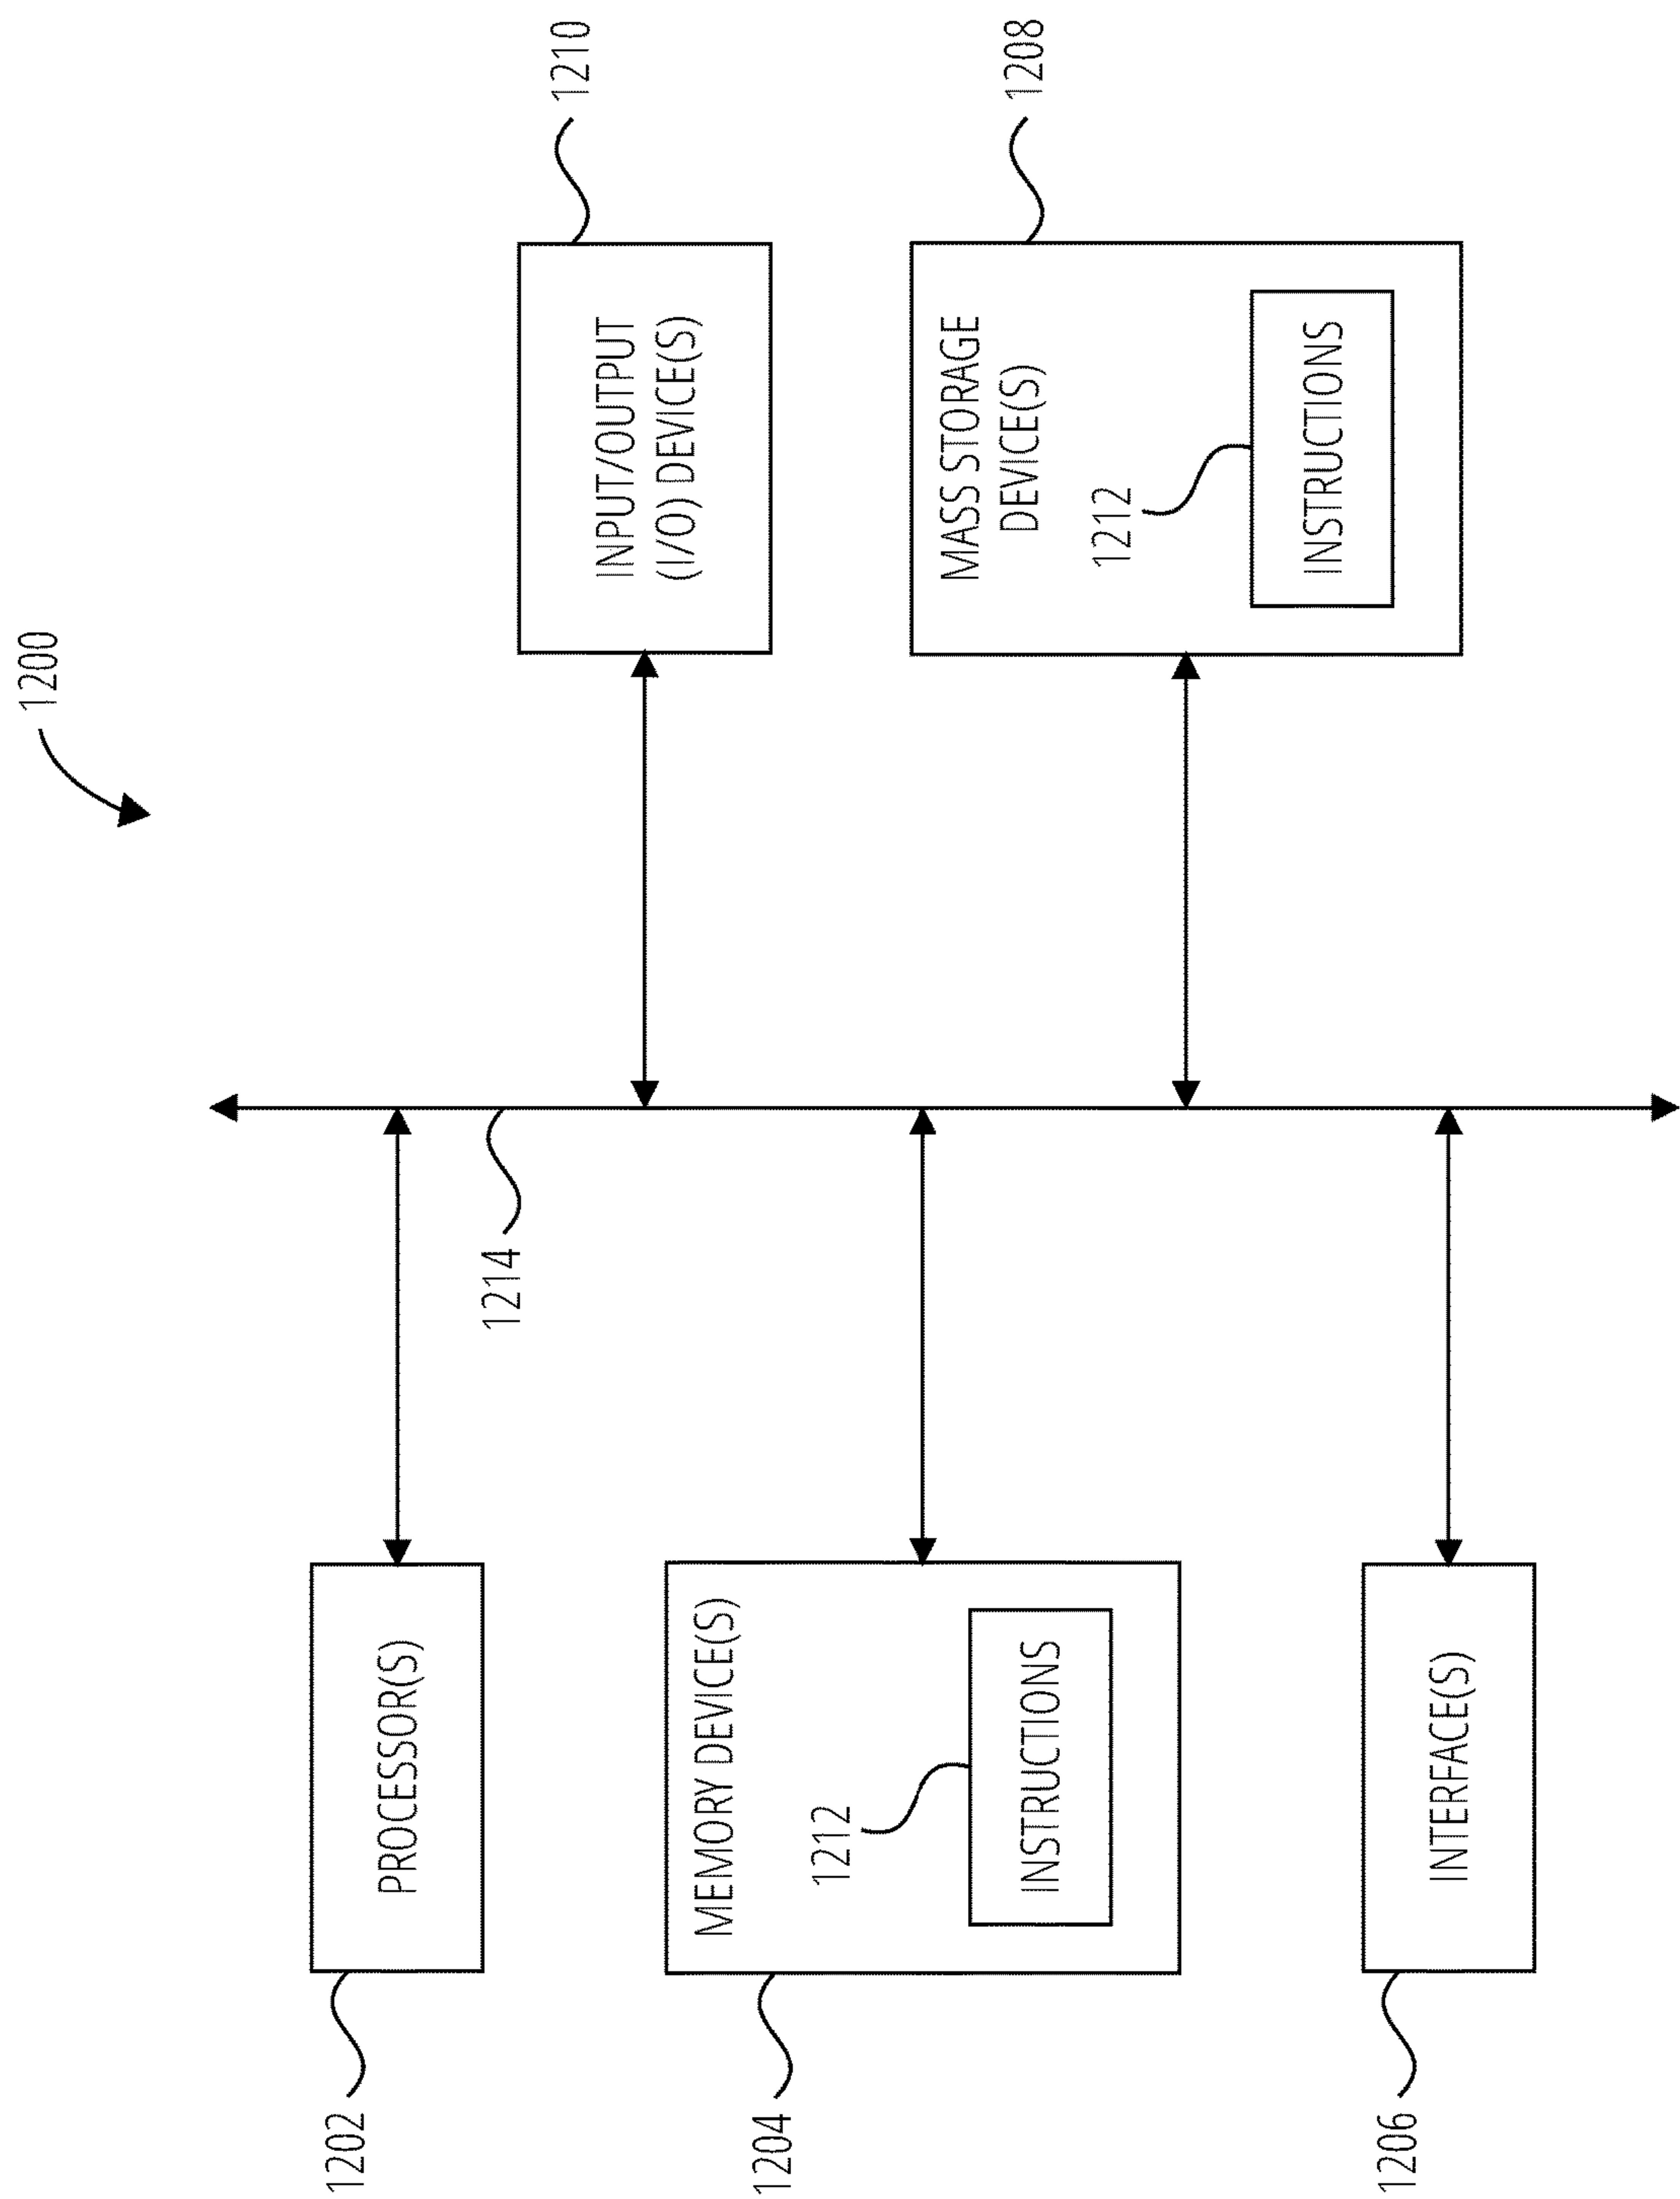 1200
1202
PROCESSOR(S)
1214
1210
INPUT/OUTPUT
(I/O) DEVICE(S)
1204
MEMORY DEVICE(S)
1212
INSTRUCTIONS
1208
MASS STORAGE
DEVICE(S)
1212
INSTRUCTIONS
1206
INTERFACE(S)